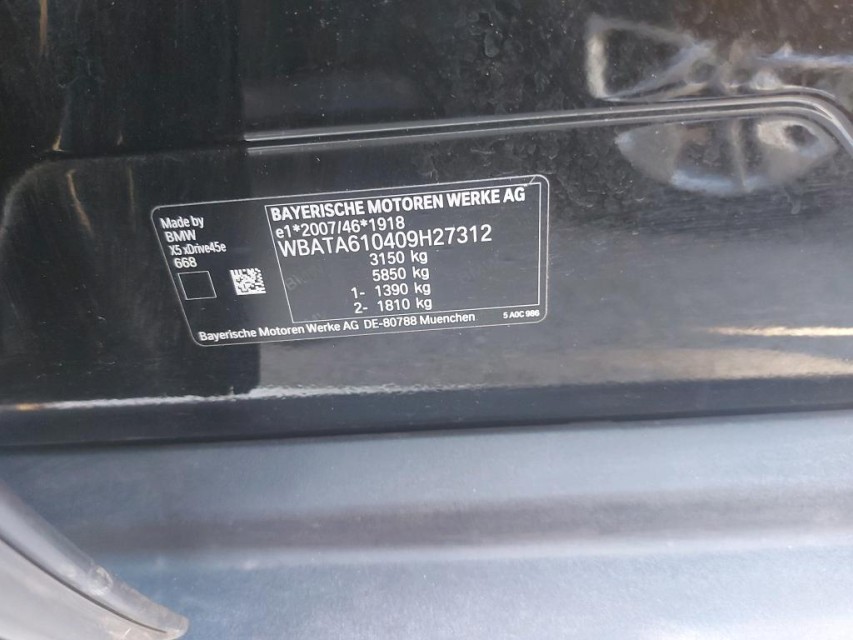 Made by
BMW
X5 xDrive45e
668
BAYERISCHE MOTOREN WERKE AG
e1*2007/46*1918
WBATA610409H27312
3150 kg
5850 kg
1- 1390 kg
2- 1810 kg
Bayerische Motoren Werke AG DE-80788 Muenchen
5 A0C 986